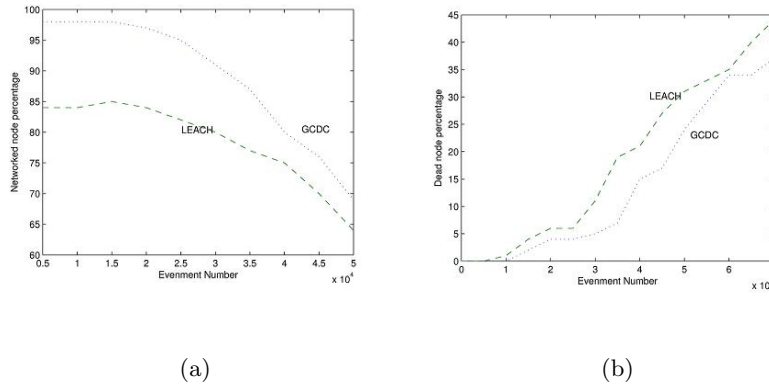 100
95
90
85
80
75
70
65
60
Networked node percentage
LEACH
GCDC
0.5 1 1.5 2 2.5 3 3.5 4 4.5 5
Evenment Number
x 10^4
(a)
45
40
35
30
25
20
15
10
5
0
Dead node percentage
LEACH
GCDC
0 1 2 3 4 5 6
Evenment Number
x 10
(b)